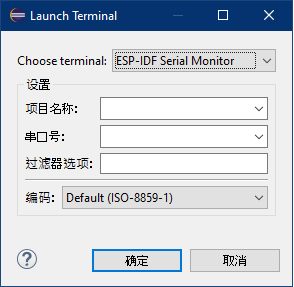 Launch Terminal
Choose terminal: ESP-IDF Serial Monitor
设置
项目名称:
串口号:
过滤器选项:
编码: Default (ISO-8859-1)
? 确定 取消